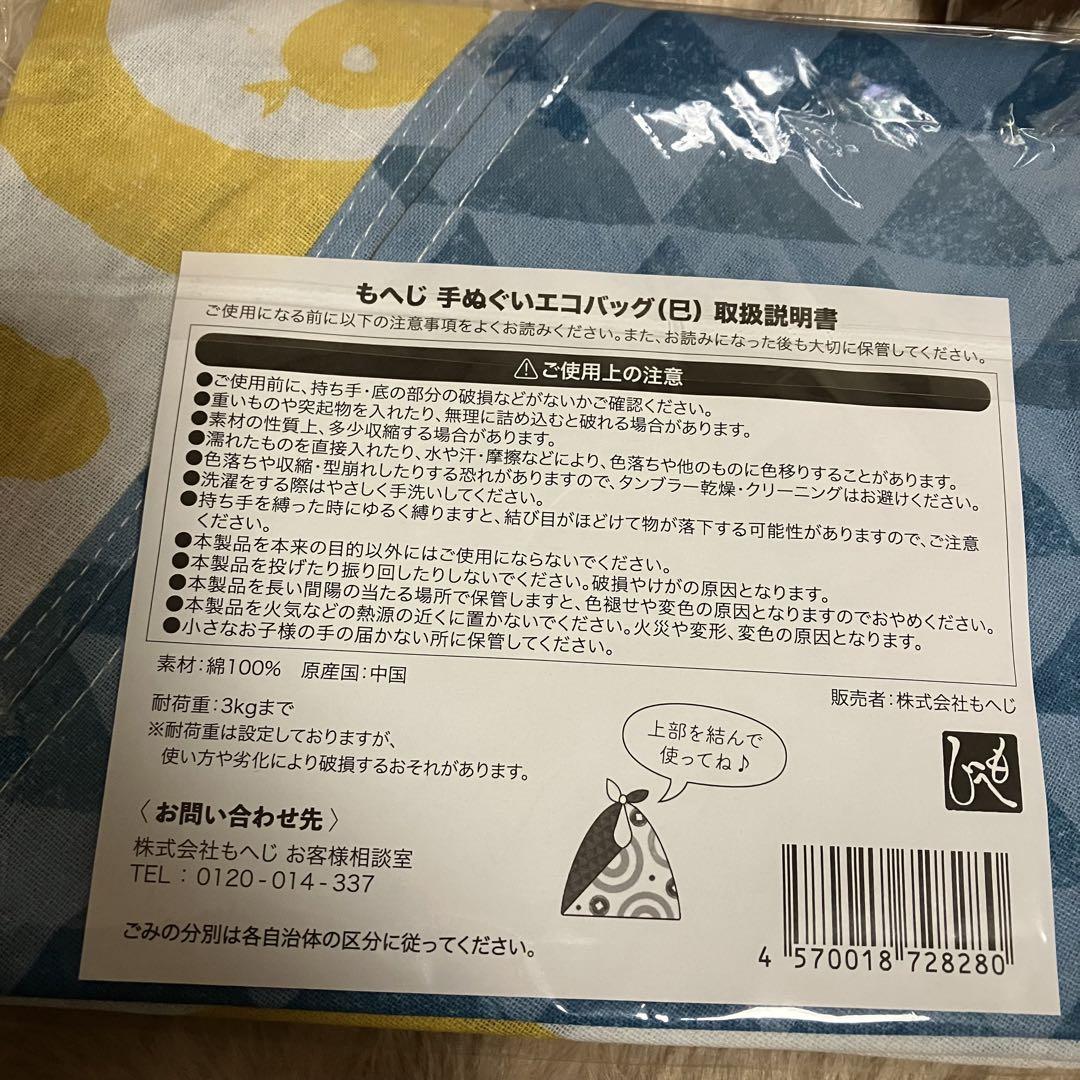 もへじ 手ぬぐいエコバッグ(巳) 取扱説明書
ご使用になる前に以下の注意事項をよくお読みください。また、お読みになった後も大切に保管してください。
⚠ご使用上の注意
●ご使用前に、持ち手・底の部分の破損などがないかご確認ください。
●重いものや突起物を入れたり、無理に詰め込むと破れる場合があります。
●素材の性質上、多少収縮する場合があります。
●濡れたものを直接入れたり、水や汗・摩擦などにより、色落ちや他のものに色移りすることがあります。
●色落ちや収縮・型崩れしたりする恐れがありますので、タンブラー乾燥・クリーニングはお避けください。
●洗濯をする際はやさしく手洗いしてください。
●持ち手を縛った時にゆるく縛りますと、結び目がほどけて物が落下する可能性がありますので、ご注意
ください。
●本製品を本来の目的以外にはご使用にならないでください。
●本製品を投げたり振り回したりしないでください。破損やけがの原因となります。
●本製品を長い間陽の当たる場所で保管しますと、色褪せや変色の原因となりますのでおやめください。
●本製品を火気などの熱源の近くに置かないでください。火災や変形、変色の原因となります。
●小さなお子様の手の届かない所に保管してください。
素材:綿100% 原産国:中国
販売者:株式会社もへじ
耐荷重:3kgまで
※耐荷重は設定しておりますが、
使い方や劣化により破損するおそれがあります。
上部を結んで
使ってね♪
もへじ
〈お問い合わせ先〉
株式会社もへじ お客様相談室
TEL : 0120-014-337
ごみの分別は各自治体の区分に従ってください。
4 570018 728280